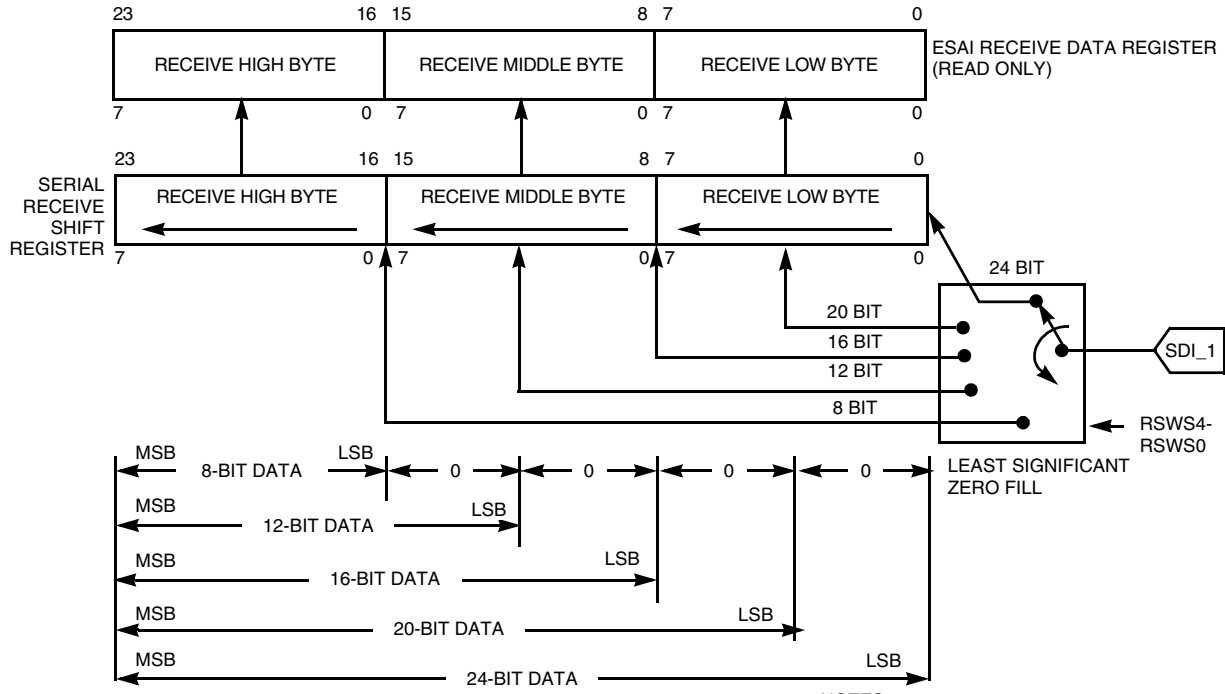 23 16 15 8 7 0
RECEIVE HIGH BYTE RECEIVE MIDDLE BYTE RECEIVE LOW BYTE
ESAI RECEIVE DATA REGISTER
(READ ONLY)
7 0 7 0 7 0
23 16 15 8 7 0
SERIAL
RECEIVE
SHIFT
REGISTER
RECEIVE HIGH BYTE RECEIVE MIDDLE BYTE RECEIVE LOW BYTE
7 0 7 0 7 0
24 BIT
20 BIT
16 BIT
12 BIT
8 BIT
SDI_1
RSWS4-
RSWS0
MSB 8-BIT DATA LSB 0 0 0 0
LEAST SIGNIFICANT
ZERO FILL
MSB 12-BIT DATA LSB
MSB 16-BIT DATA LSB
MSB 20-BIT DATA LSB
MSB 24-BIT DATA LSB